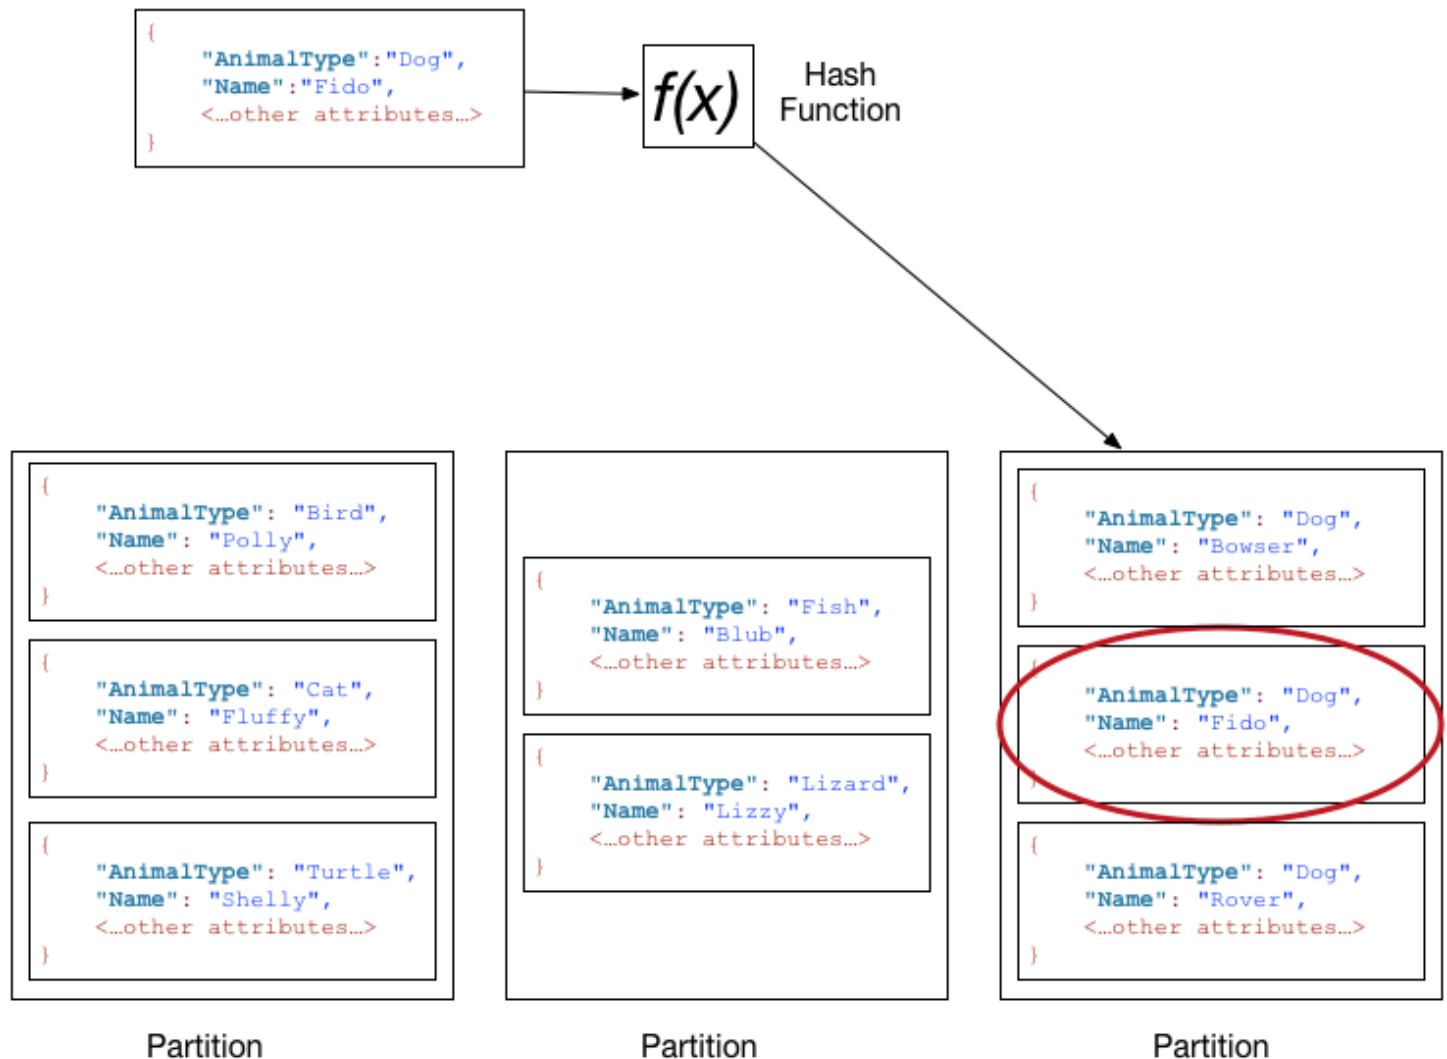 {
"AnimalType":"Dog",
"Name":"Fido",
<…other attributes…>
}
f(x)
Hash
Function
{
"AnimalType": "Bird",
"Name": "Polly",
<…other attributes…>
}
{
"AnimalType": "Cat",
"Name": "Fluffy",
<…other attributes…>
}
{
"AnimalType": "Turtle",
"Name": "Shelly",
<…other attributes…>
}
Partition
{
"AnimalType": "Fish",
"Name": "Blub",
<…other attributes…>
}
{
"AnimalType": "Lizard",
"Name": "Lizzy",
<…other attributes…>
}
Partition
{
"AnimalType": "Dog",
"Name": "Bowser",
<…other attributes…>
}
{
"AnimalType": "Dog",
"Name": "Fido",
<…other attributes…>
}
{
"AnimalType": "Dog",
"Name": "Rover",
<…other attributes…>
}
Partition